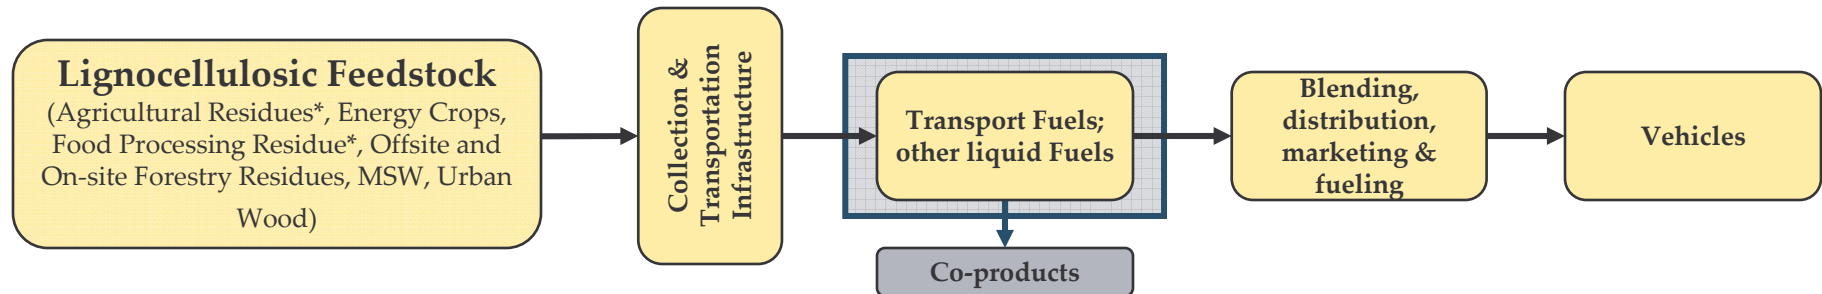 Lignocellulosic Feedstock
(Agricultural Residues*, Energy Crops,
Food Processing Residue*, Offsite and
On-site Forestry Residues, MSW, Urban
Wood)
Collection &
Transportation
Infrastructure
Transport Fuels;
other liquid Fuels
Co-products
Blending,
distribution,
marketing &
fueling
Vehicles